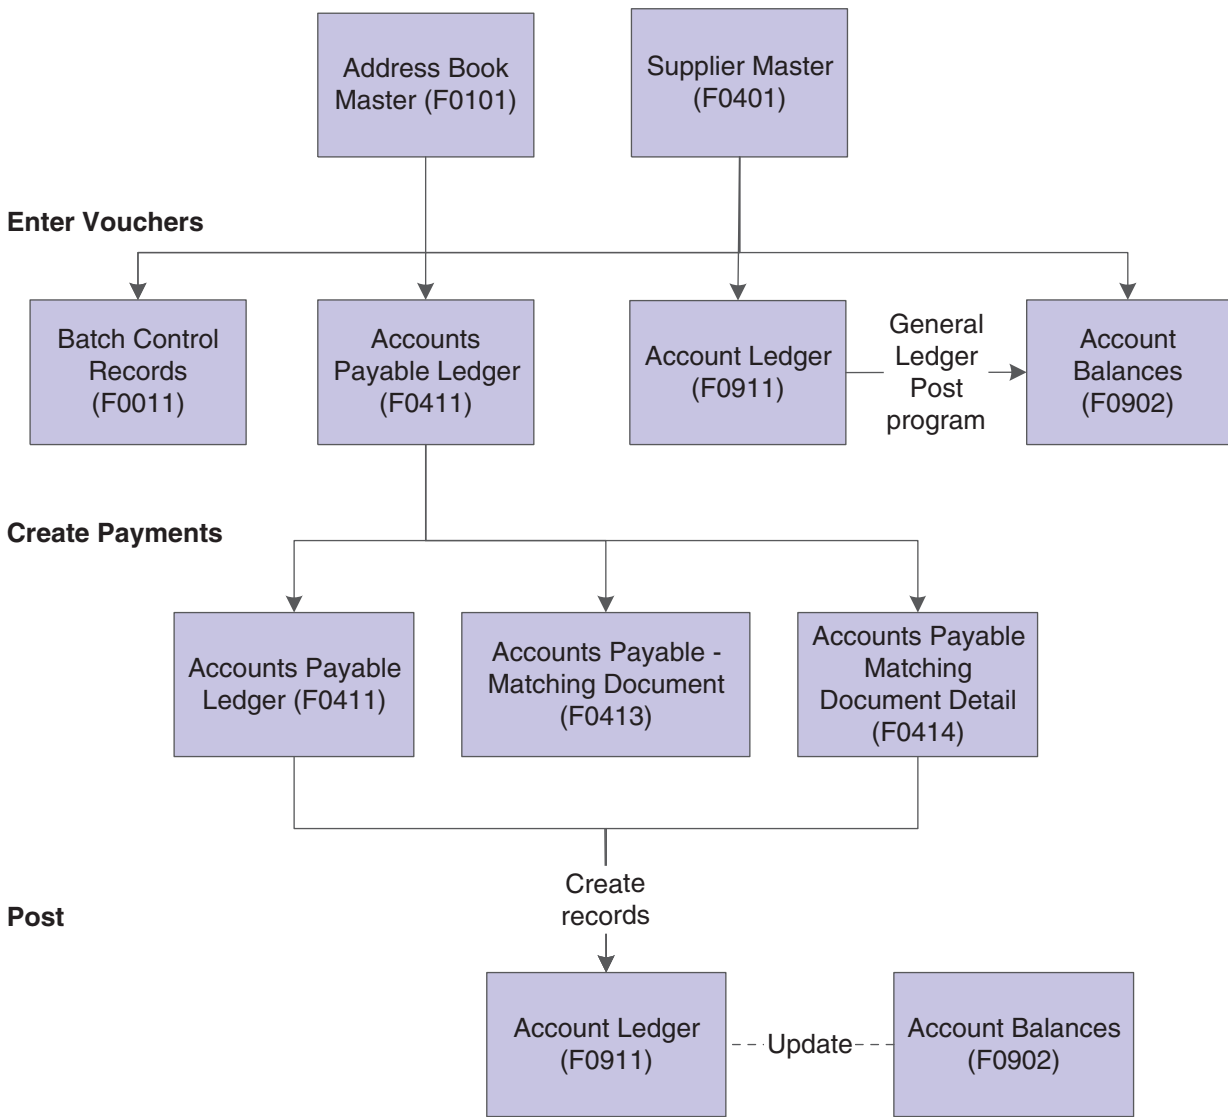 Address Book
Master (F0101)
Supplier Master
(F0401)
Enter Vouchers
Batch Control
Records
(F0011)
Accounts
Payable Ledger
(F0411)
Account Ledger
(F0911)
General
Ledger
Post
program
Account
Balances
(F0902)
Create Payments
Accounts Payable
Ledger (F0411)
Accounts Payable -
Matching Document
(F0413)
Accounts Payable
Matching
Document Detail
(F0414)
Create
records
Post
Account Ledger
(F0911)
Update
Account Balances
(F0902)